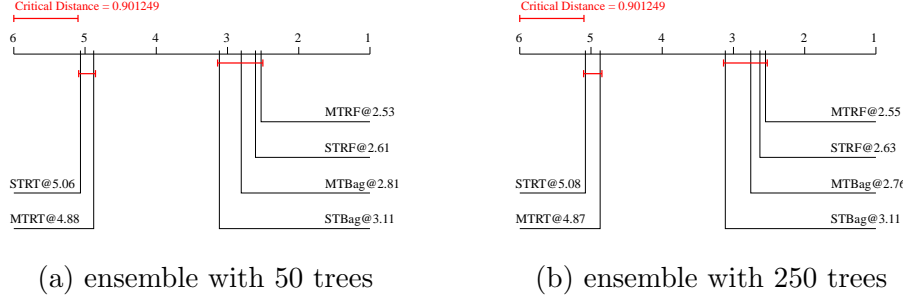 Critical Distance = 0.901249
6 5 4 3 2 1
MTRF@2.53
STRF@2.61
STRT@5.06 MTBag@2.81
MTRT@4.88 STBag@3.11
(a) ensemble with 50 trees
Critical Distance = 0.901249
6 5 4 3 2 1
MTRF@2.55
STRF@2.63
STRT@5.08 MTBag@2.76
MTRT@4.87 STBag@3.11
(b) ensemble with 250 trees